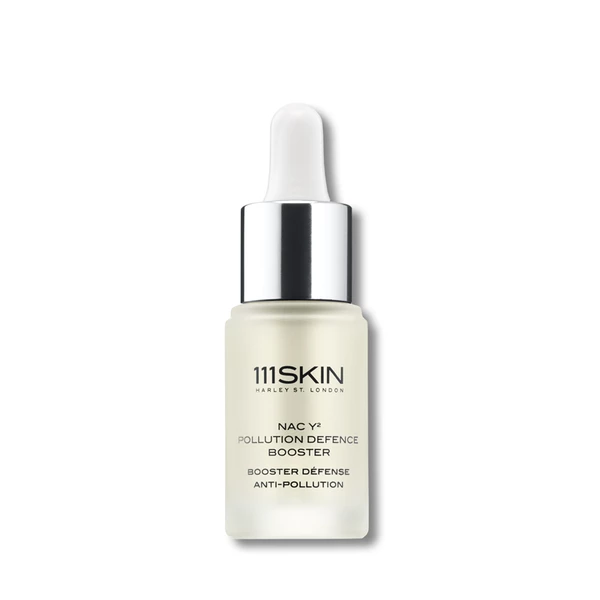 111SKIN
HARLEY ST. LONDON
NAC Y²
POLLUTION DEFENCE
BOOSTER
BOOSTER DÉFENSE
ANTI-POLLUTION